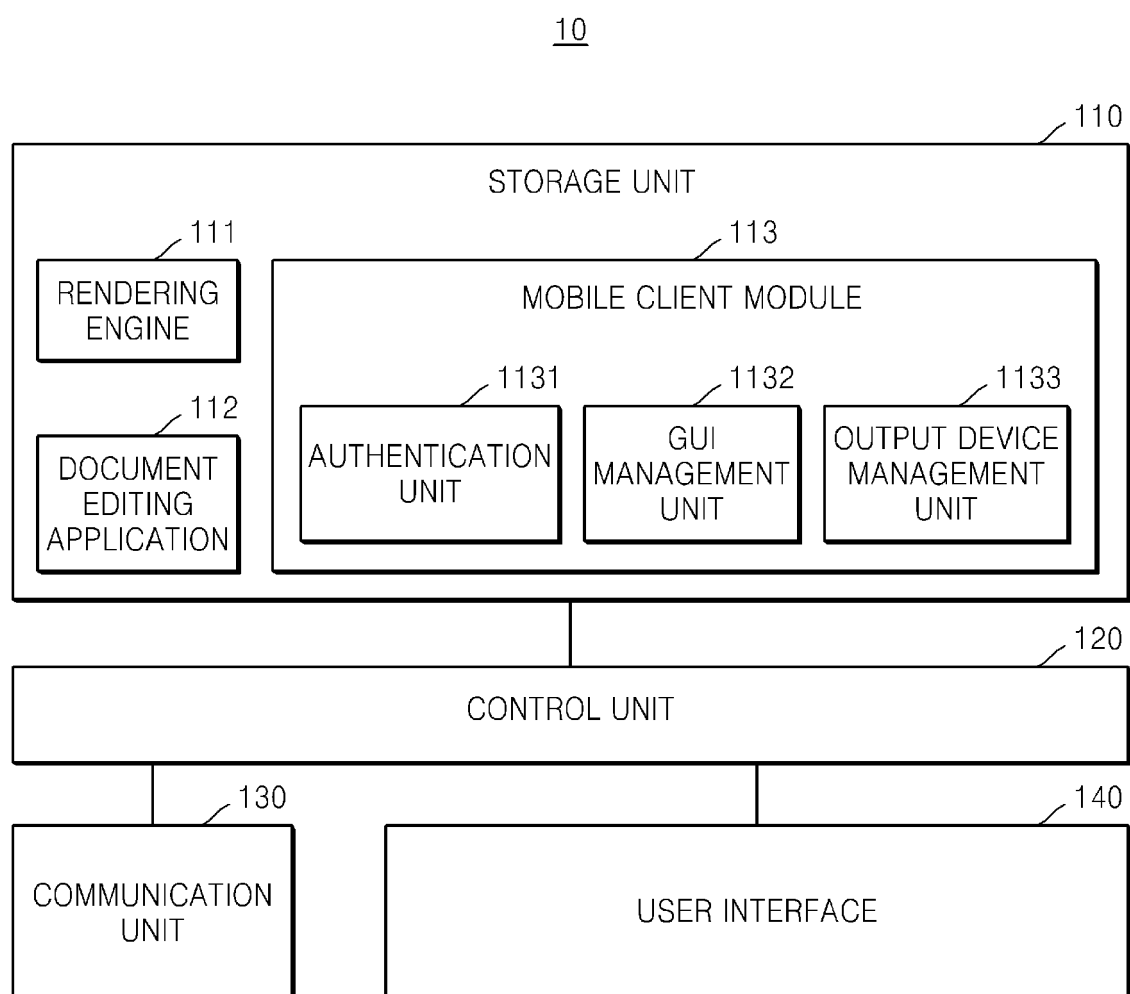 10
110
STORAGE UNIT
111
RENDERING
ENGINE
112
DOCUMENT
EDITING
APPLICATION
113
MOBILE CLIENT MODULE
1131
AUTHENTICATION
UNIT
1132
GUI
MANAGEMENT
UNIT
1133
OUTPUT DEVICE
MANAGEMENT
UNIT
120
CONTROL UNIT
130
COMMUNICATION
UNIT
140
USER INTERFACE